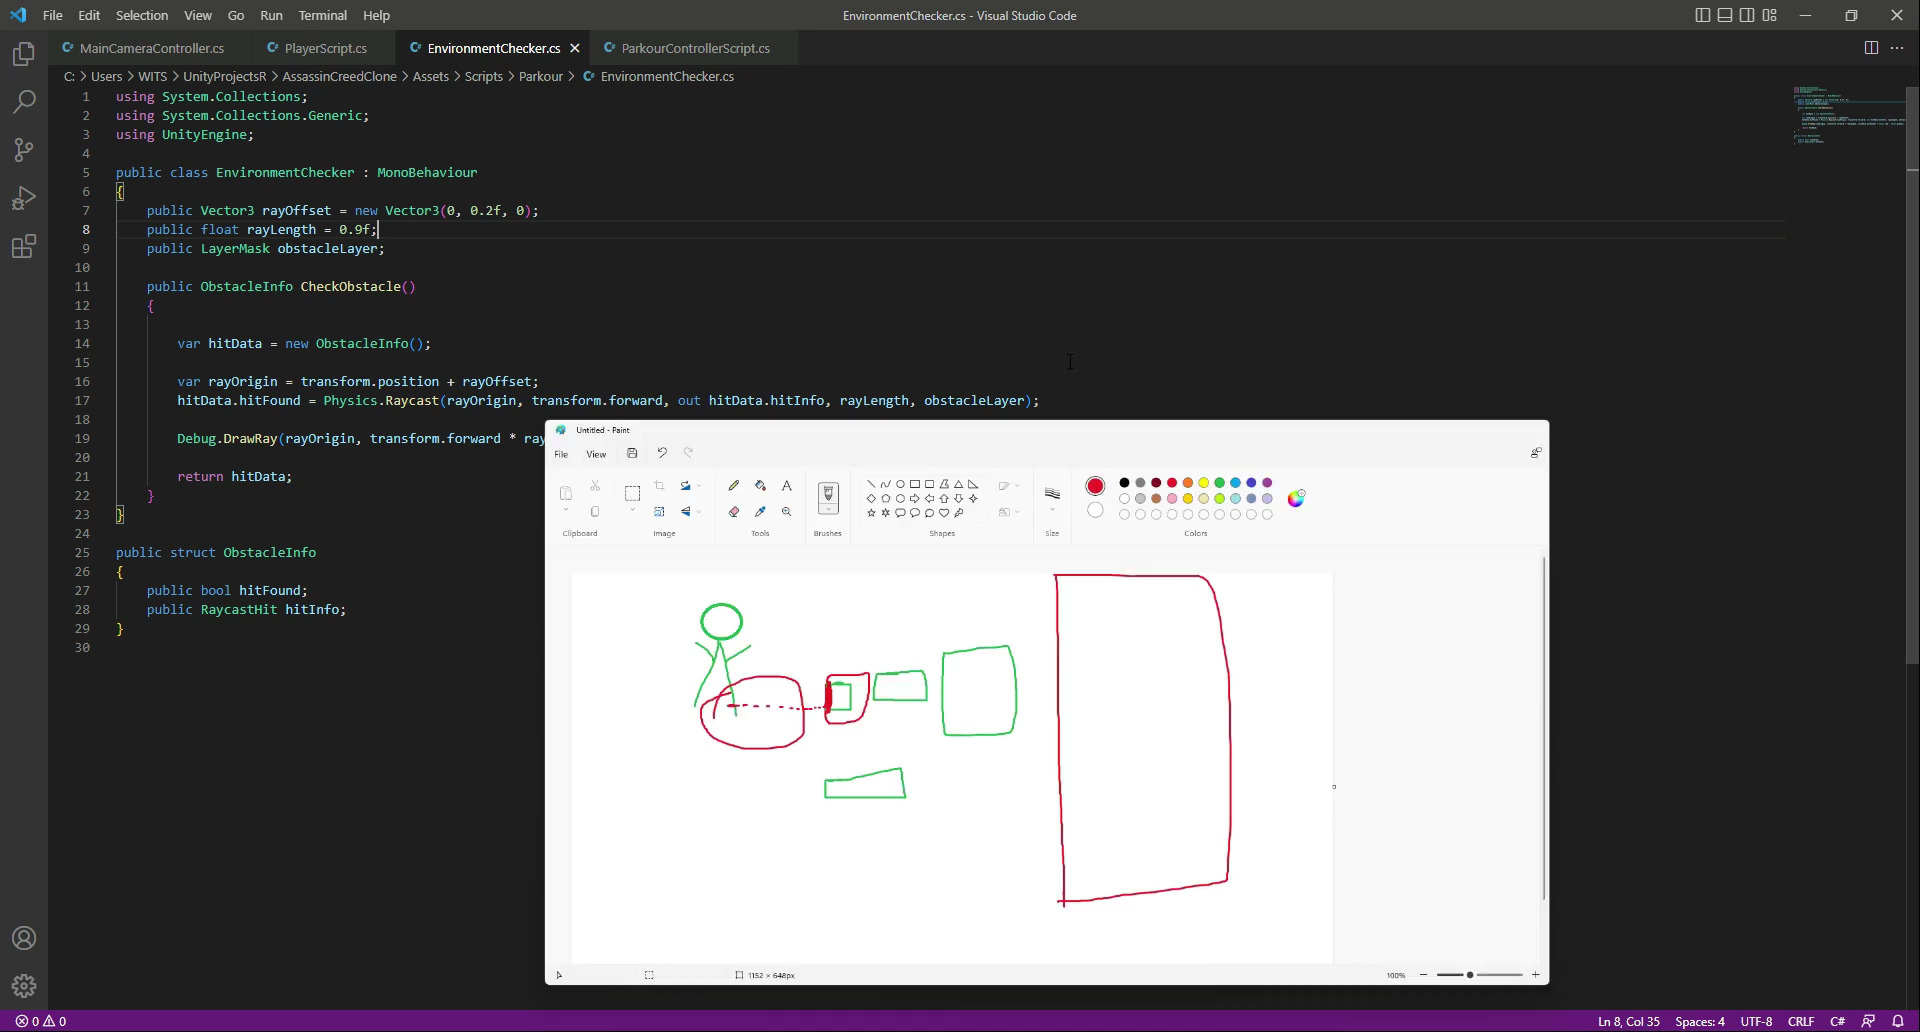 File Edit Selection View Go Run Terminal Help
EnvironmentChecker.cs - Visual Studio Code
MainCameraController.cs PlayerScript.cs EnvironmentChecker.cs ParkourControllerScript.cs
C: > Users > WITS > UnityProjectsR > AssassinCreedClone > Assets > Scripts > Parkour > EnvironmentChecker.cs
1 using System.Collections;
2 using System.Collections.Generic;
3 using UnityEngine;
4
5 public class EnvironmentChecker : MonoBehaviour
6 {
7 public Vector3 rayOffset = new Vector3(0, 0.2f, 0);
8 public float rayLength = 0.9f;
9 public LayerMask obstacleLayer;
10
11 public ObstacleInfo CheckObstacle()
12 {
13
14 var hitData = new ObstacleInfo();
15
16 var rayOrigin = transform.position + rayOffset;
17 hitData.hitFound = Physics.Raycast(rayOrigin, transform.forward, out hitData.hitInfo, rayLength, obstacleLayer);
18
19 Debug.DrawRay(rayOrigin, transform.forward * ray
20
21 return hitData;
22 }
23 }
24
25 public struct ObstacleInfo
26 {
27 public bool hitFound;
28 public RaycastHit hitInfo;
29 }
30
Untitled - Paint
File View
Clipboard Image Tools Brushes Shapes Size Colors
1152 × 648px 100%
0 0 Ln 8, Col 35 Spaces: 4 UTF-8 CRLF C#